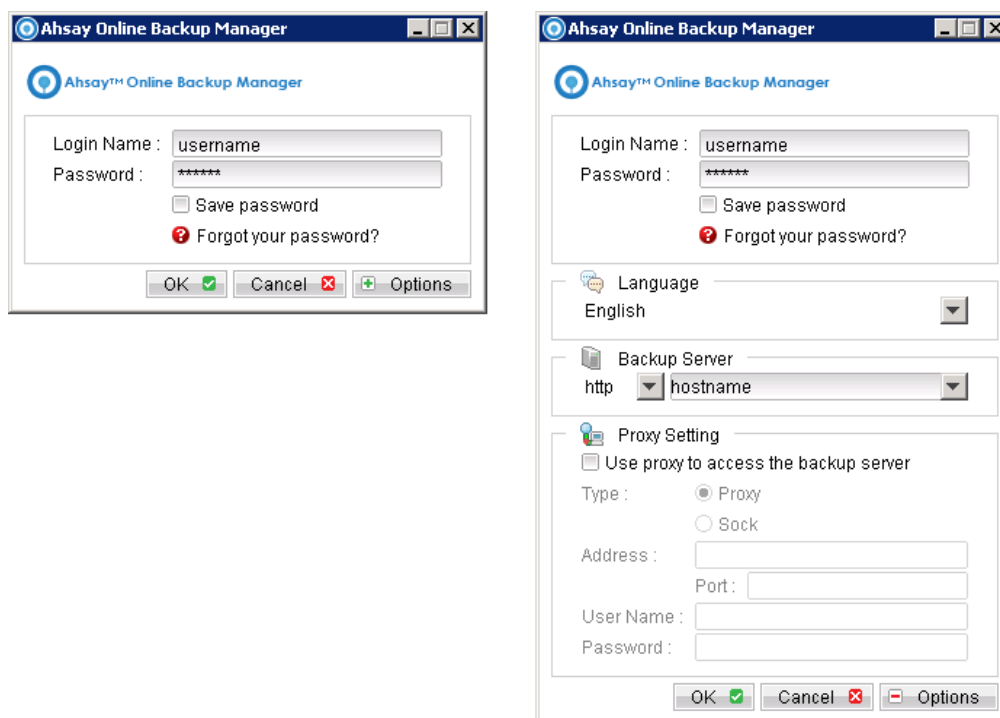 Ahsay Online Backup Manager
Ahsay™ Online Backup Manager
Login Name : username
Password : ******
Save password
Forgot your password?
OK Cancel Options
Ahsay Online Backup Manager
Ahsay™ Online Backup Manager
Login Name : username
Password : ******
Save password
Forgot your password?
Language
English
Backup Server
http hostname
Proxy Setting
Use proxy to access the backup server
Type : Proxy
Sock
Address :
Port :
User Name :
Password :
OK Cancel Options